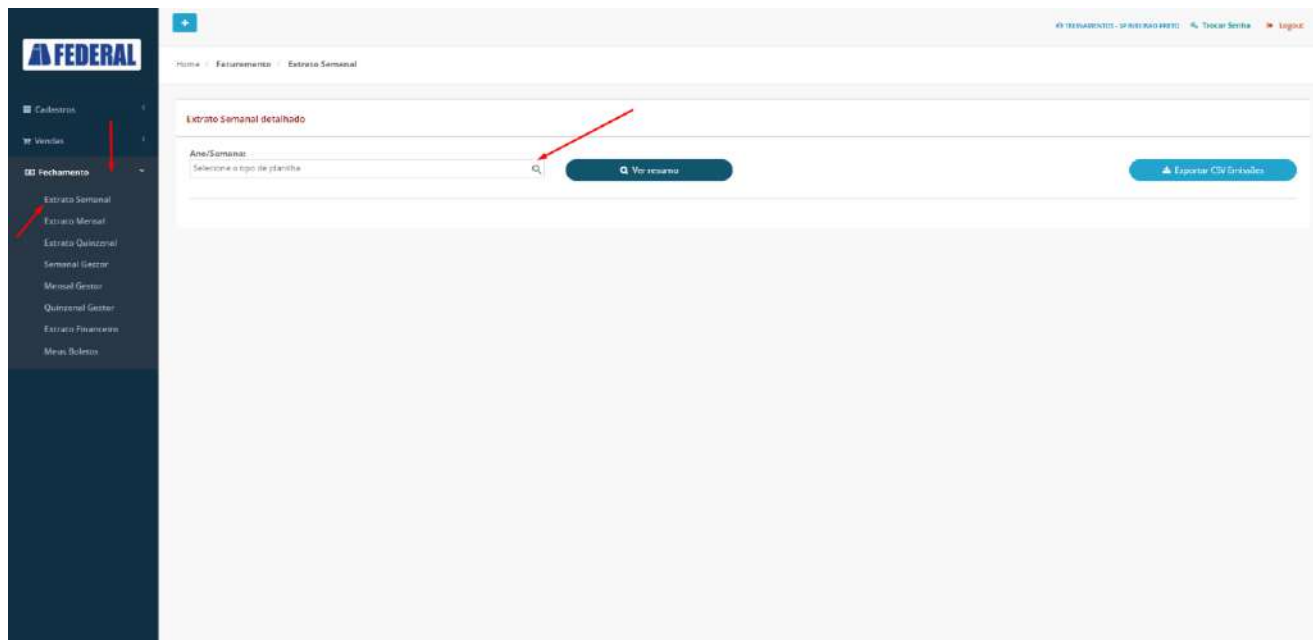 FEDERAL
Trocar Senha
Logout
Home / Faturamento / Extrato Semanal
Cadastros
Vendas
Fechamento
Extrato Semanal
Extrato Mensal
Extrato Quinzenal
Semanal Gestor
Mensal Gestor
Quinzenal Gestor
Extrato Financeiro
Meus Boletos
Extrato Semanal detalhado
Ano/Semana:
Selecione o tipo de planilha
Ver resumo
Exportar CSV Emissões